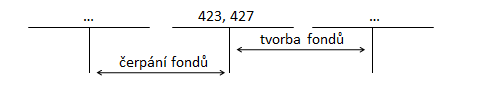 … 423, 427 …
tvorba fondů
čerpání fondů